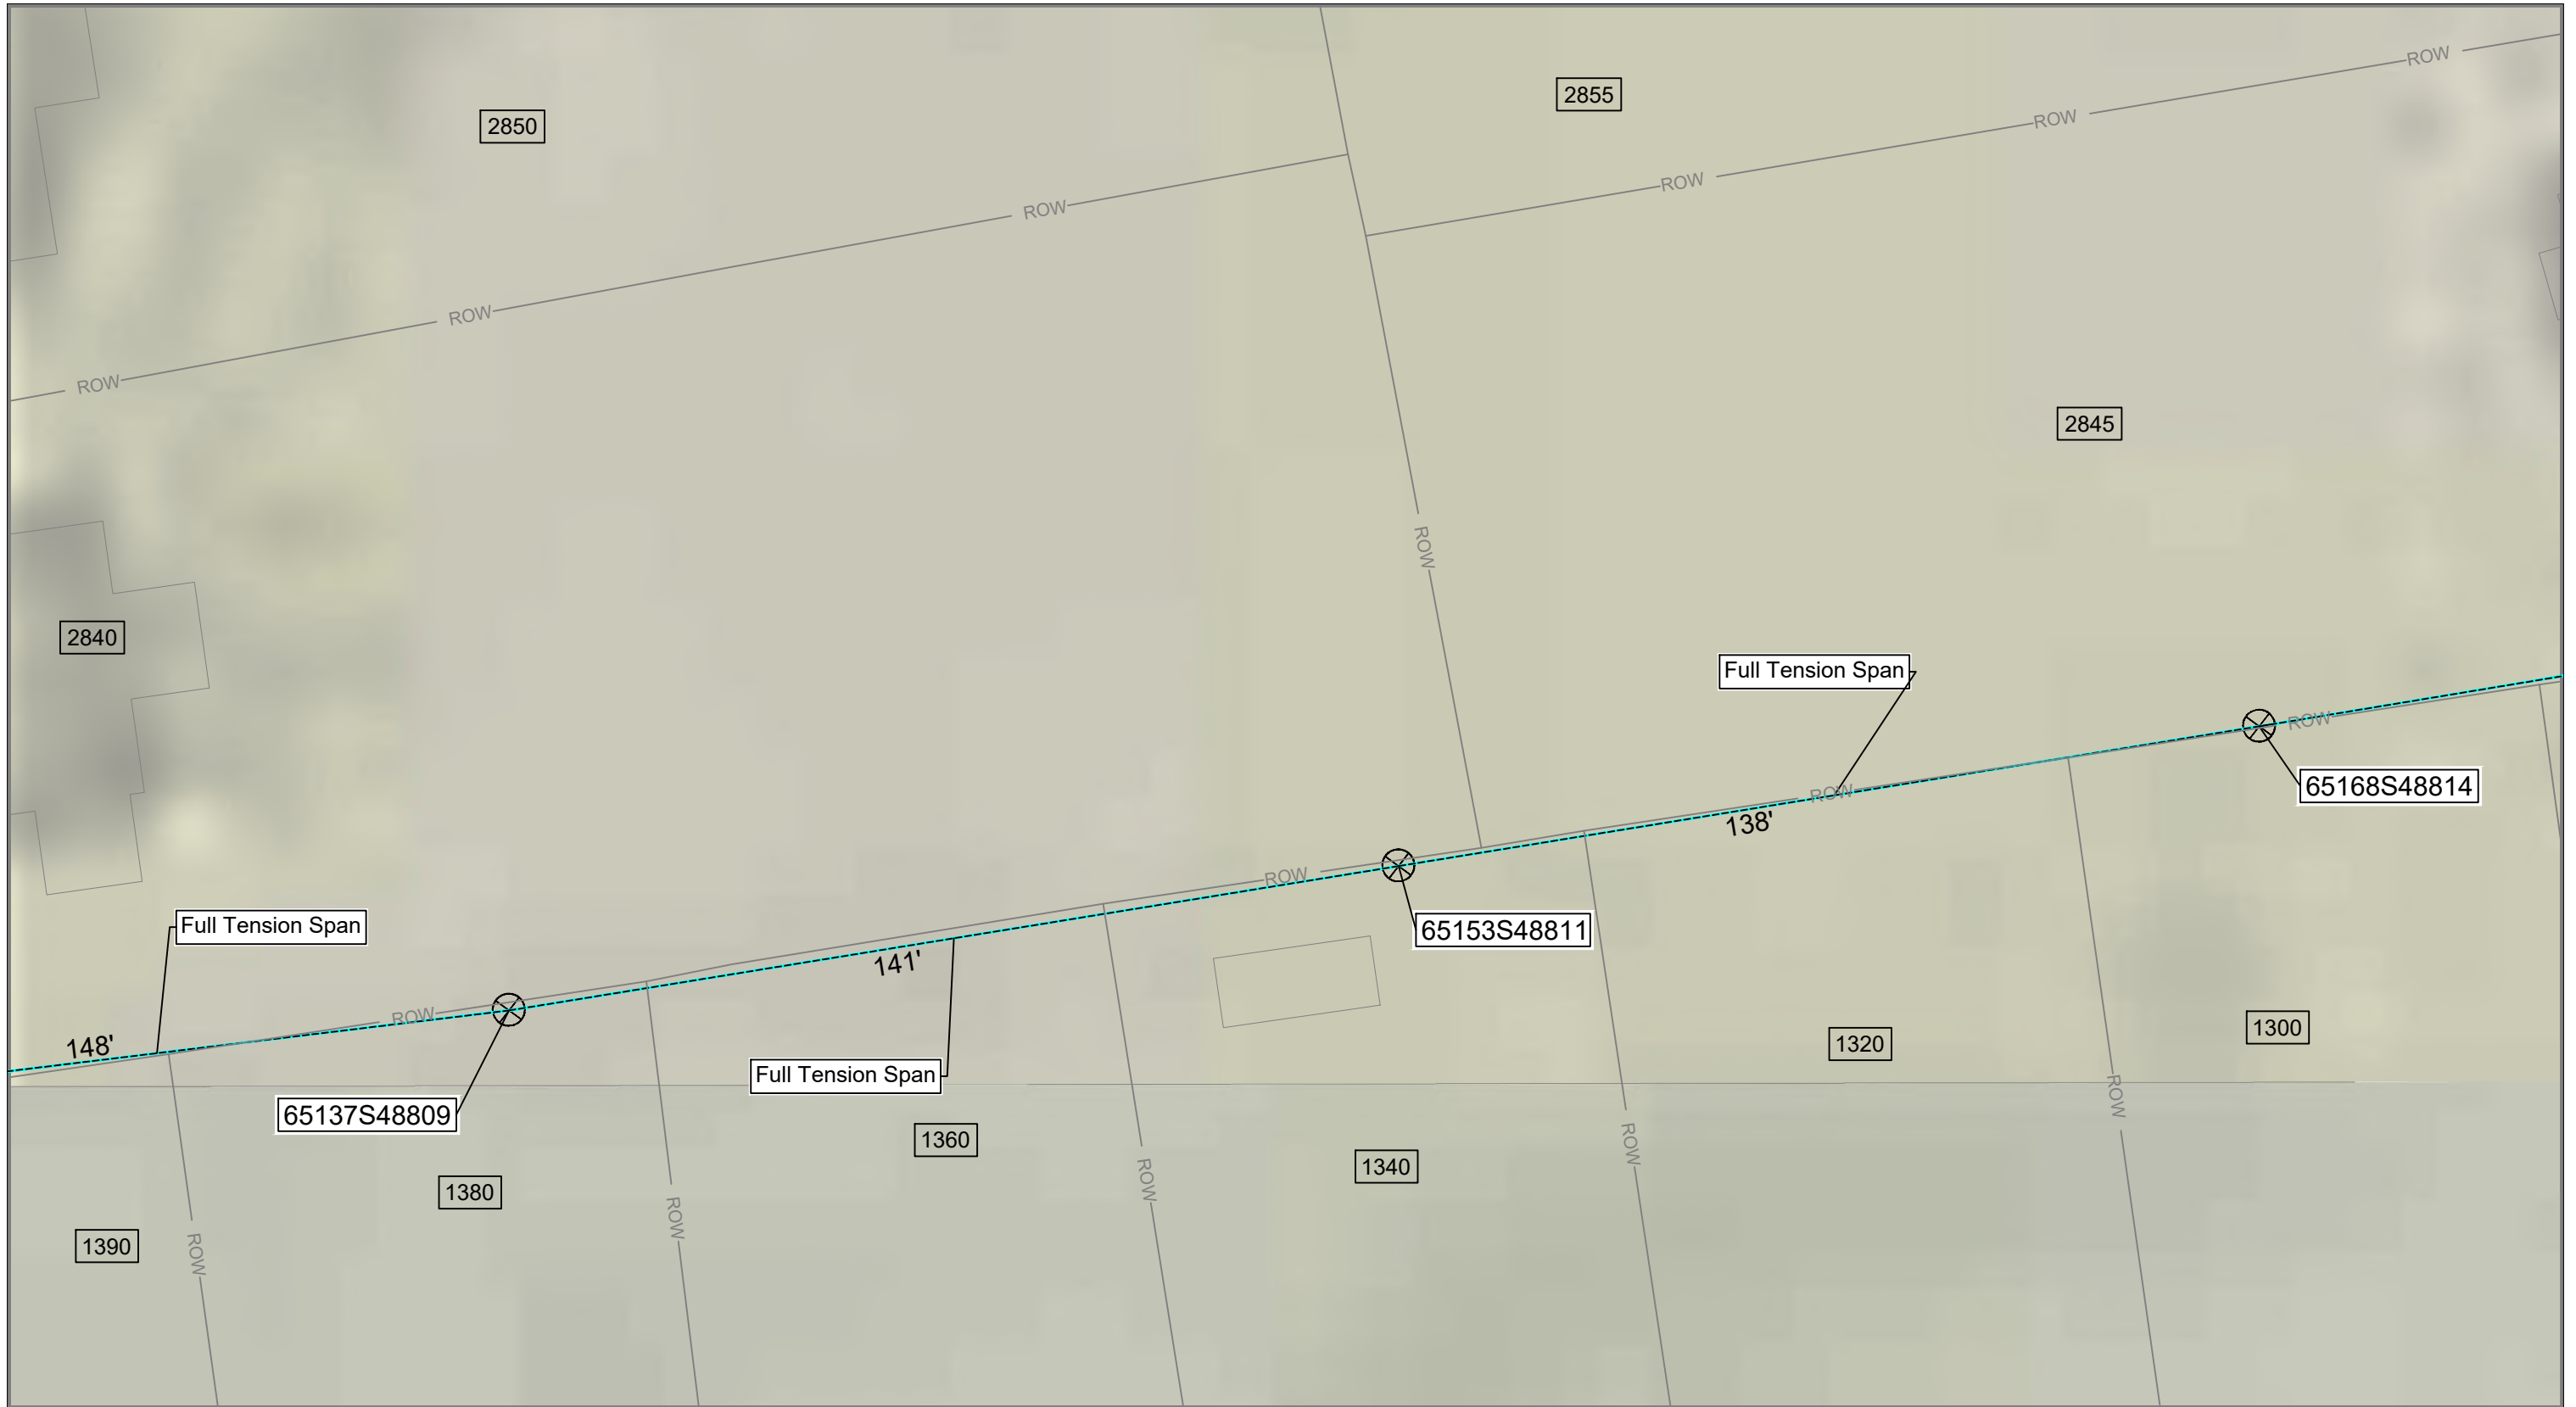 ROW
2855
ROW
2850
ROW
ROW
ROW
ROW
2845
ROW
ROW
2840
Full Tension Span
ROW
65168S48814
ROW
138'
ROW
65153S48811
Full Tension Span
141'
ROW
148'
1300
1320
Full Tension Span
65137S48809
ROW
1360
ROW
1340
ROW
1380
ROW
1390
ROW